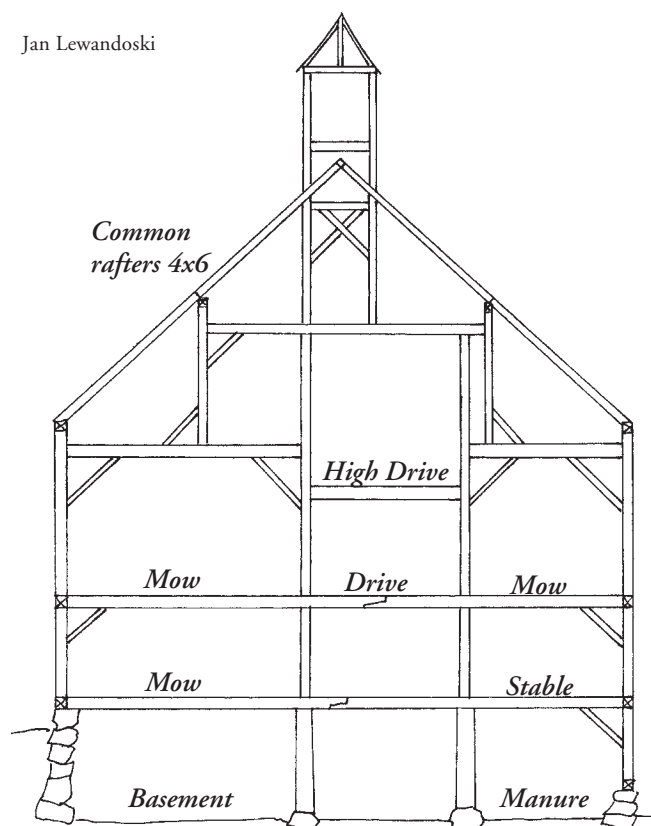 Jan Lewandoski
Common
rafters 4x6
High Drive
Mow Drive Mow
Mow Stable
Basement Manure